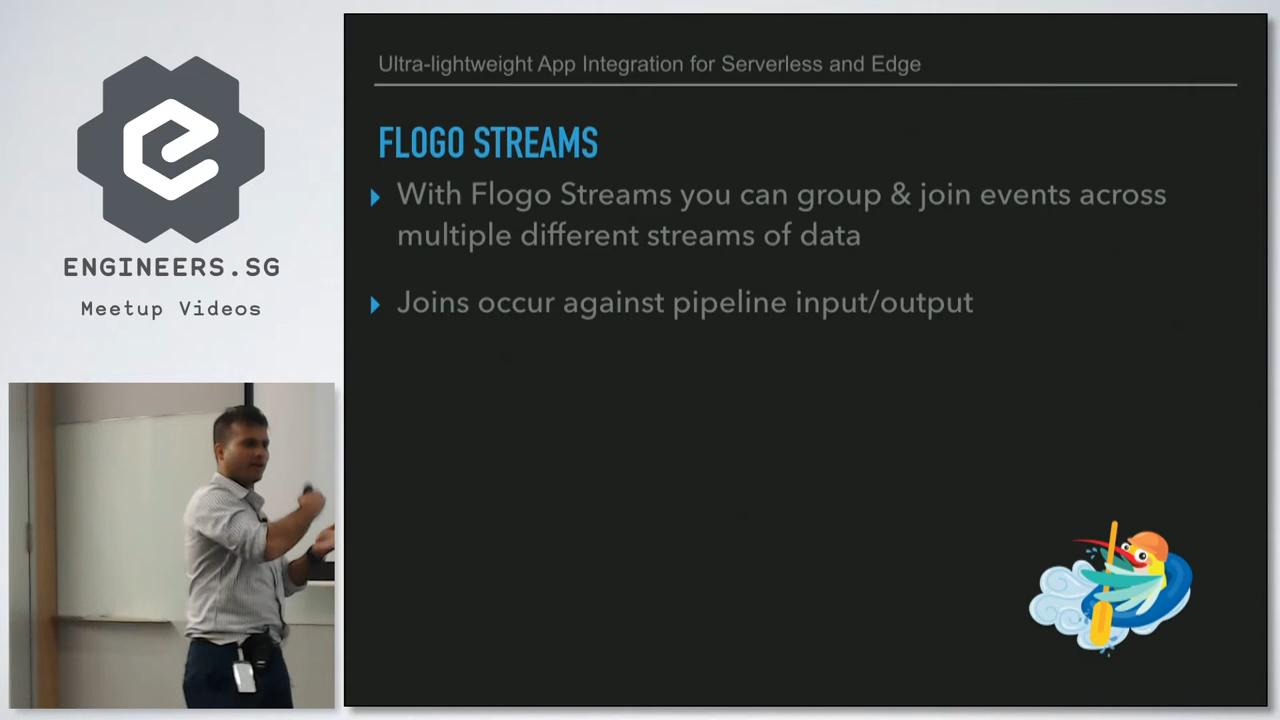 ENGINEERS.SG
Meetup Videos
Ultra-lightweight App Integration for Serverless and Edge
FLOGO STREAMS
With Flogo Streams you can group & join events across
multiple different streams of data
Joins occur against pipeline input/output